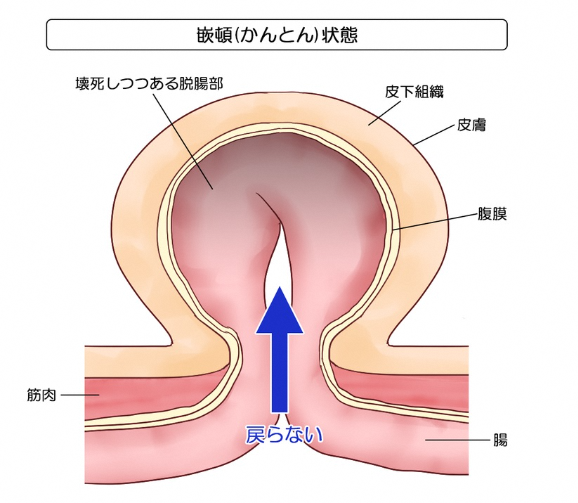 嵌頓(かんとん)状態
壊死しつつある脱腸部
皮下組織
皮膚
腹膜
筋肉
戻らない
腸